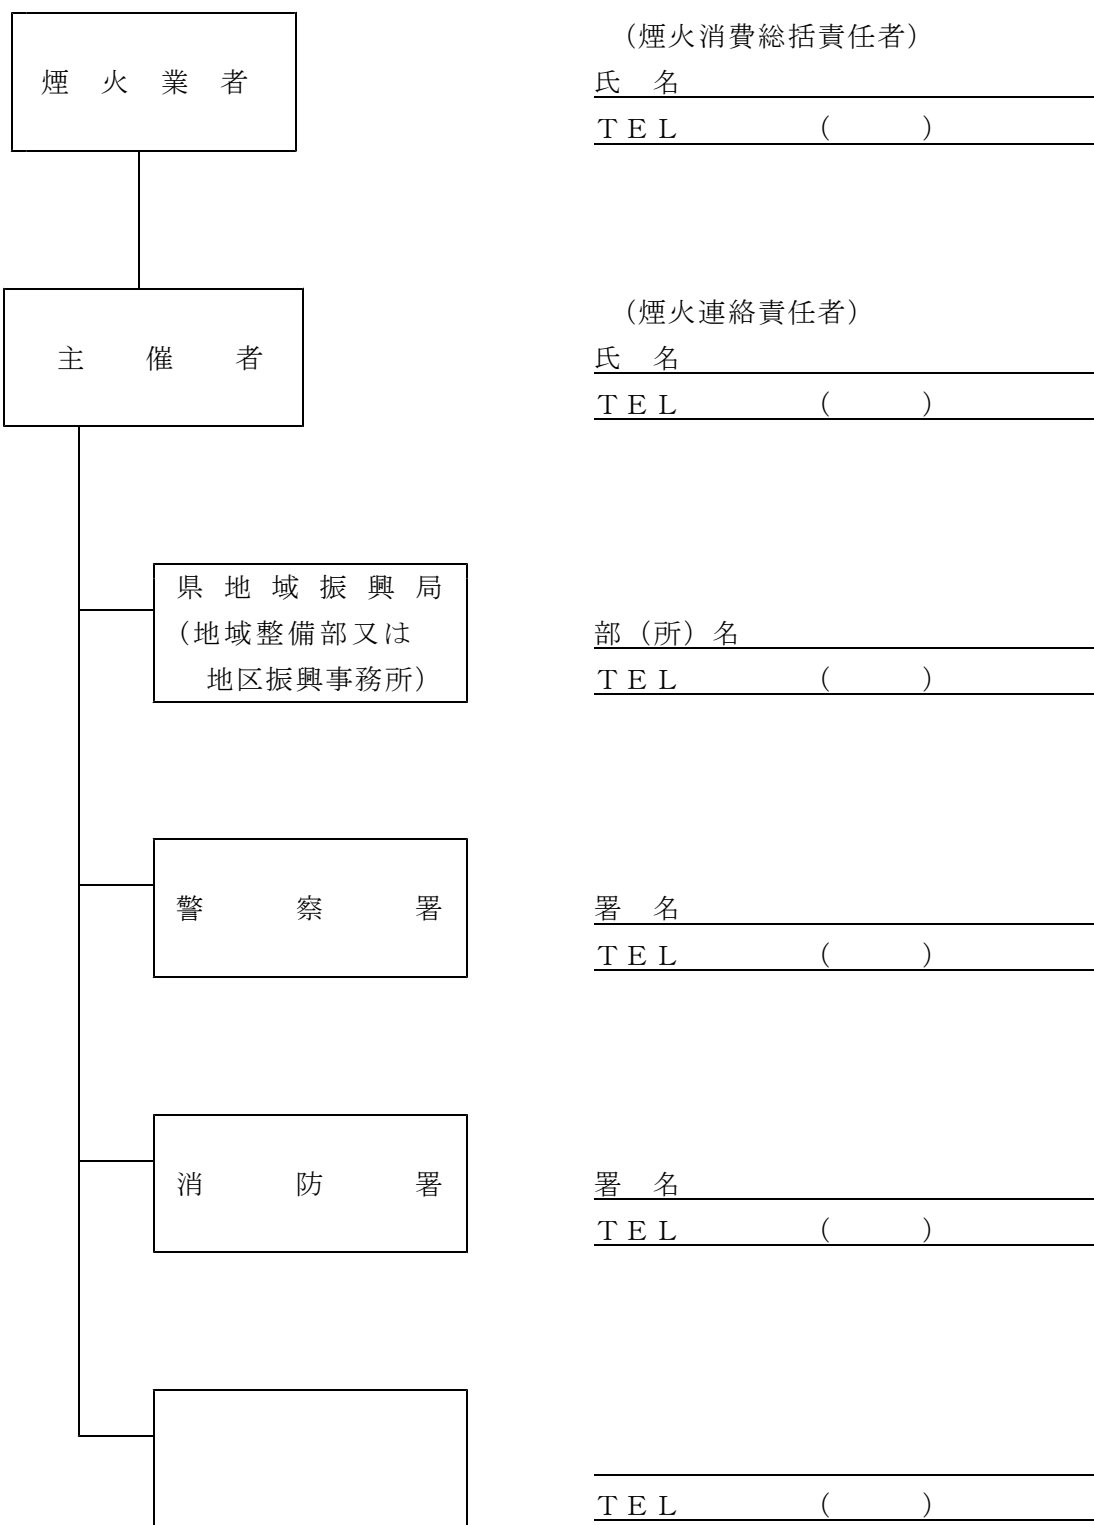 煙火業者
（煙火消費総括責任者）
氏　名
ＴＥＬ　　　　（　　　）
主催者
（煙火連絡責任者）
氏　名
ＴＥＬ　　　　（　　　）
県地域振興局
（地域整備部又は
地区振興事務所）
部（所）名
ＴＥＬ　　　　（　　　）
警察署
署　名
ＴＥＬ　　　　（　　　）
消防署
署　名
ＴＥＬ　　　　（　　　）
ＴＥＬ　　　　（　　　）